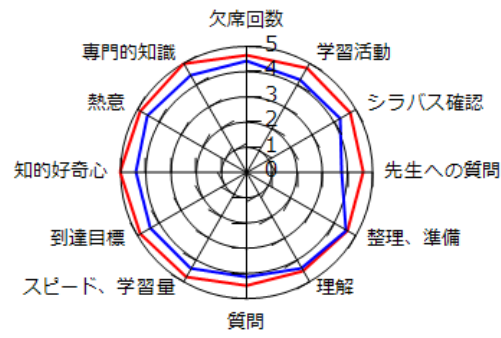 欠席回数
専門的知識
5
学習活動
4
熱意
3
シラバス確認
2
1
知的好奇心
0
先生への質問
到達目標
整理、準備
スピード、学習量
理解
質問